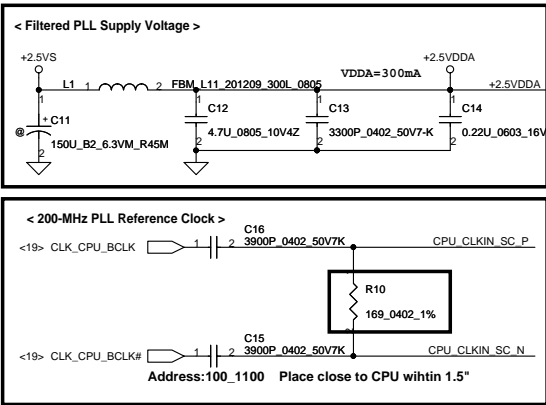 < Filtered PLL Supply Voltage >
+2.5VS
+2.5VDDA
L1 1 2 FBM_L11_201209_300L_0805
VDDA=300mA
+2.5VDDA
1 1 1 1
+ C11
C12
C13
C14
@
150U_B2_6.3VM_R45M
4.7U_0805_10V4Z
3300P_0402_50V7-K
0.22U_0603_16V
2 2 2 2
< 200-MHz PLL Reference Clock >
C16
<19> CLK_CPU_BCLK 1 2 3900P_0402_50V7K CPU_CLKIN_SC_P
R10
169_0402_1%
C15
<19> CLK_CPU_BCLK# 1 2 3900P_0402_50V7K CPU_CLKIN_SC_N
Address:100_1100 Place close to CPU wihtin 1.5"